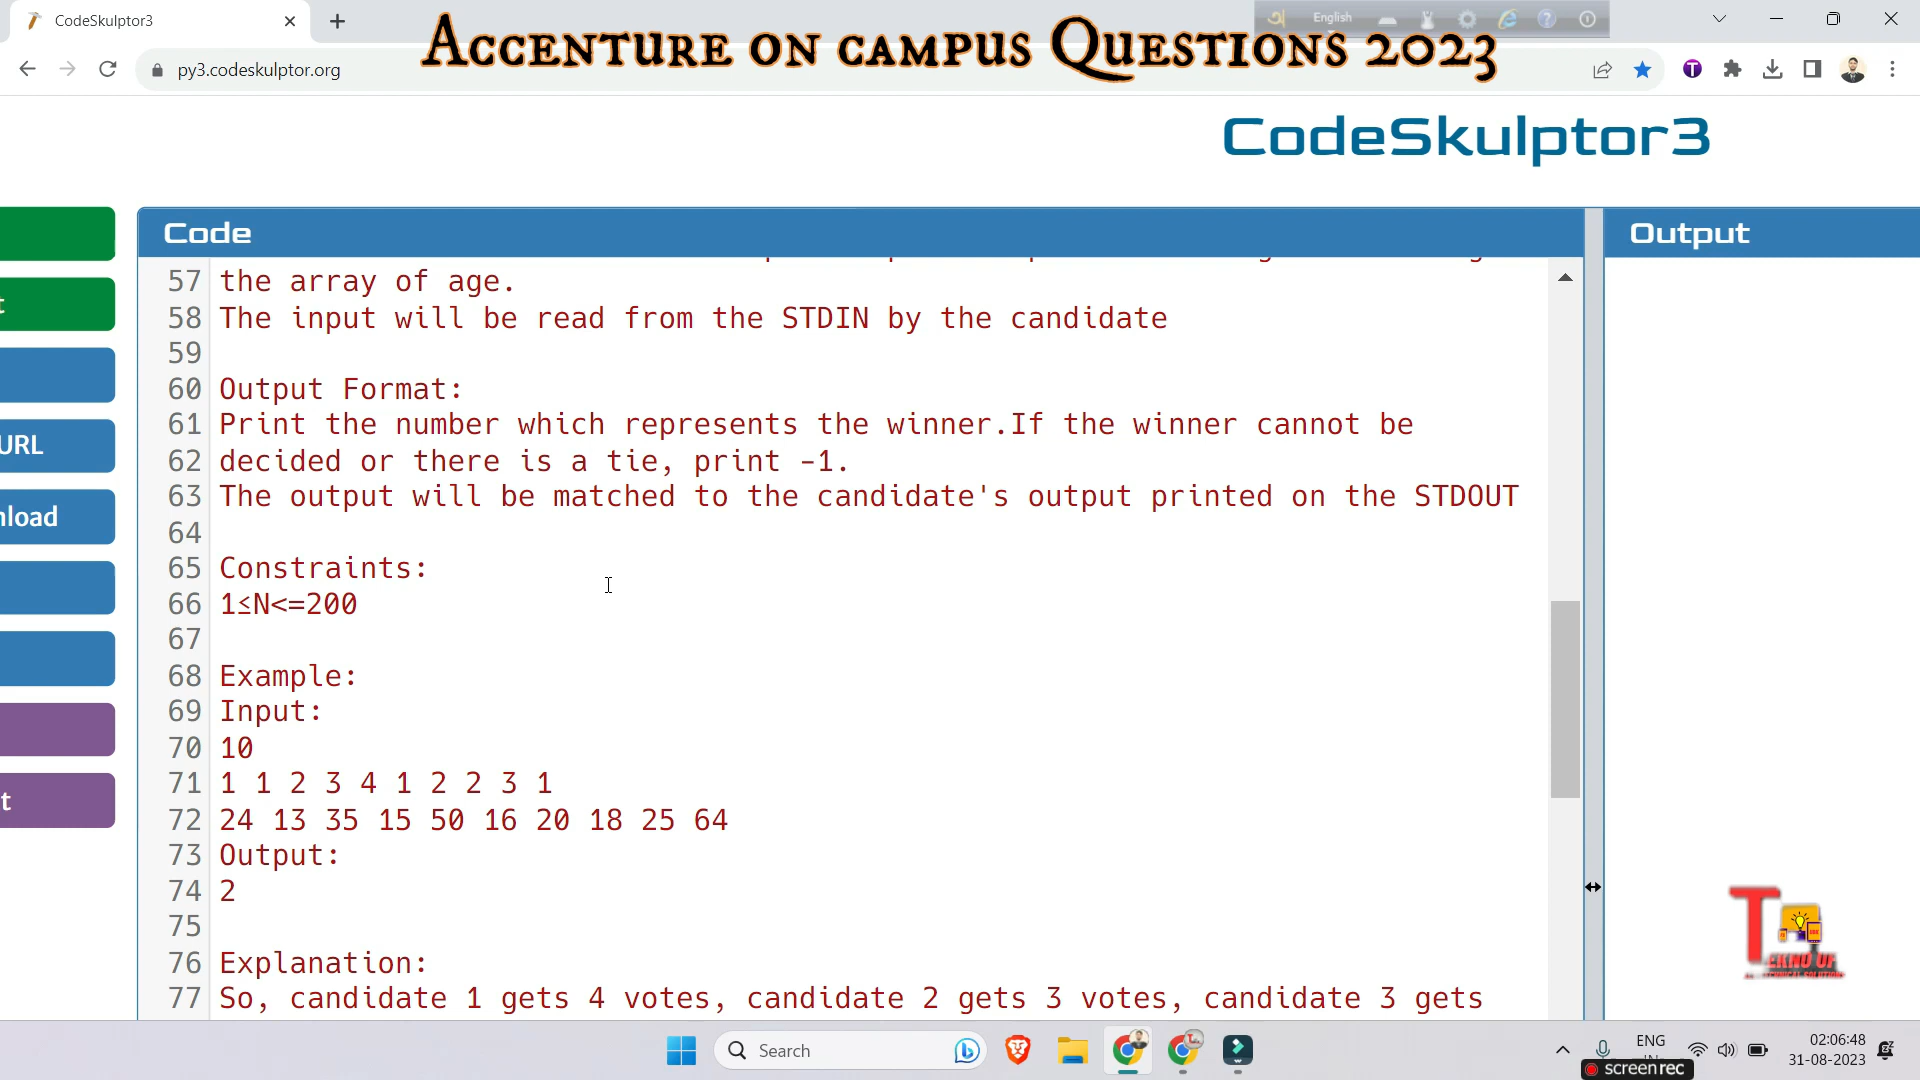 CodeSkulptor3
ACCENTURE ON CAMPUS QUESTIONS 2023
English
py3.codeskulptor.org
CodeSkulptor3
Code
Output
57 the array of age.
58 The input will be read from the STDIN by the candidate
59
60 Output Format:
61 Print the number which represents the winner.If the winner cannot be
62 decided or there is a tie, print -1.
63 The output will be matched to the candidate's output printed on the STDOUT
64
65 Constraints:
66 1≤N<=200
67
68 Example:
69 Input:
70 10
71 1 1 2 3 4 1 2 2 3 1
72 24 13 35 15 50 16 20 18 25 64
73 Output:
74 2
75
76 Explanation:
77 So, candidate 1 gets 4 votes, candidate 2 gets 3 votes, candidate 3 gets
t
URL
nload
t
Search
ENG
02:06:48
31-08-2023
screenrec